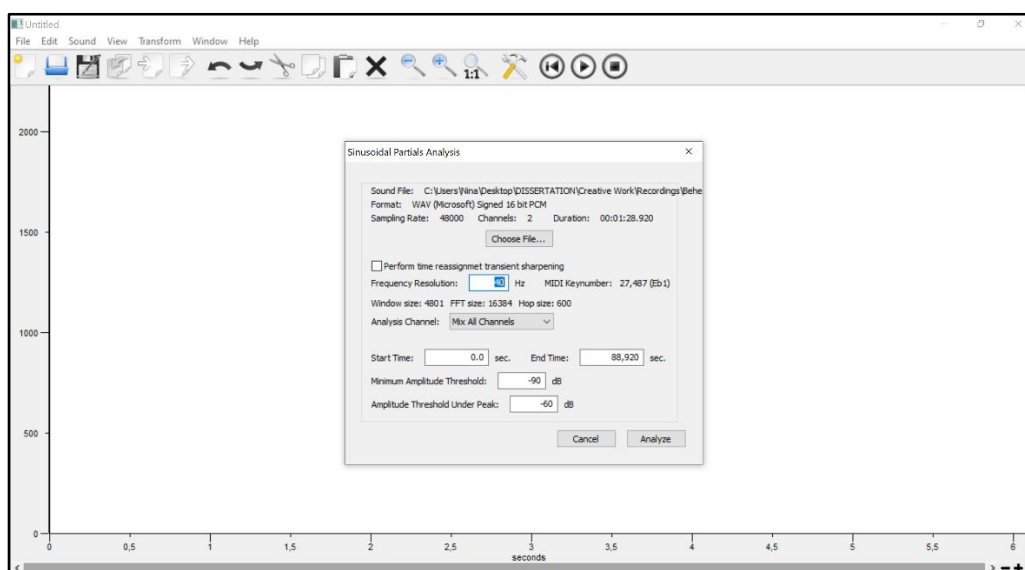 Untitled
File Edit Sound View Transform Window Help
1:1
2000
1500
1000
500
0
Sinusoidal Partials Analysis
Sound File: C:\Users\Nina\Desktop\DISSERTATION\Creative Work\Recordings\Behe
Format: WAV (Microsoft) Signed 16 bit PCM
Sampling Rate: 48000 Channels: 2 Duration: 00:01:28.920
Choose File...
Perform time reassignmet transient sharpening
Frequency Resolution: 40 Hz MIDI Keynumber: 27,487 (Eb1)
Window size: 4801 FFT size: 16384 Hop size: 600
Analysis Channel: Mix All Channels
Start Time: 0.0 sec. End Time: 88,920 sec.
Minimum Amplitude Threshold: -90 dB
Amplitude Threshold Under Peak: -60 dB
Cancel Analyze
0 0,5 1 1,5 2 2,5 3 3,5 4 4,5 5 5,5 6
seconds